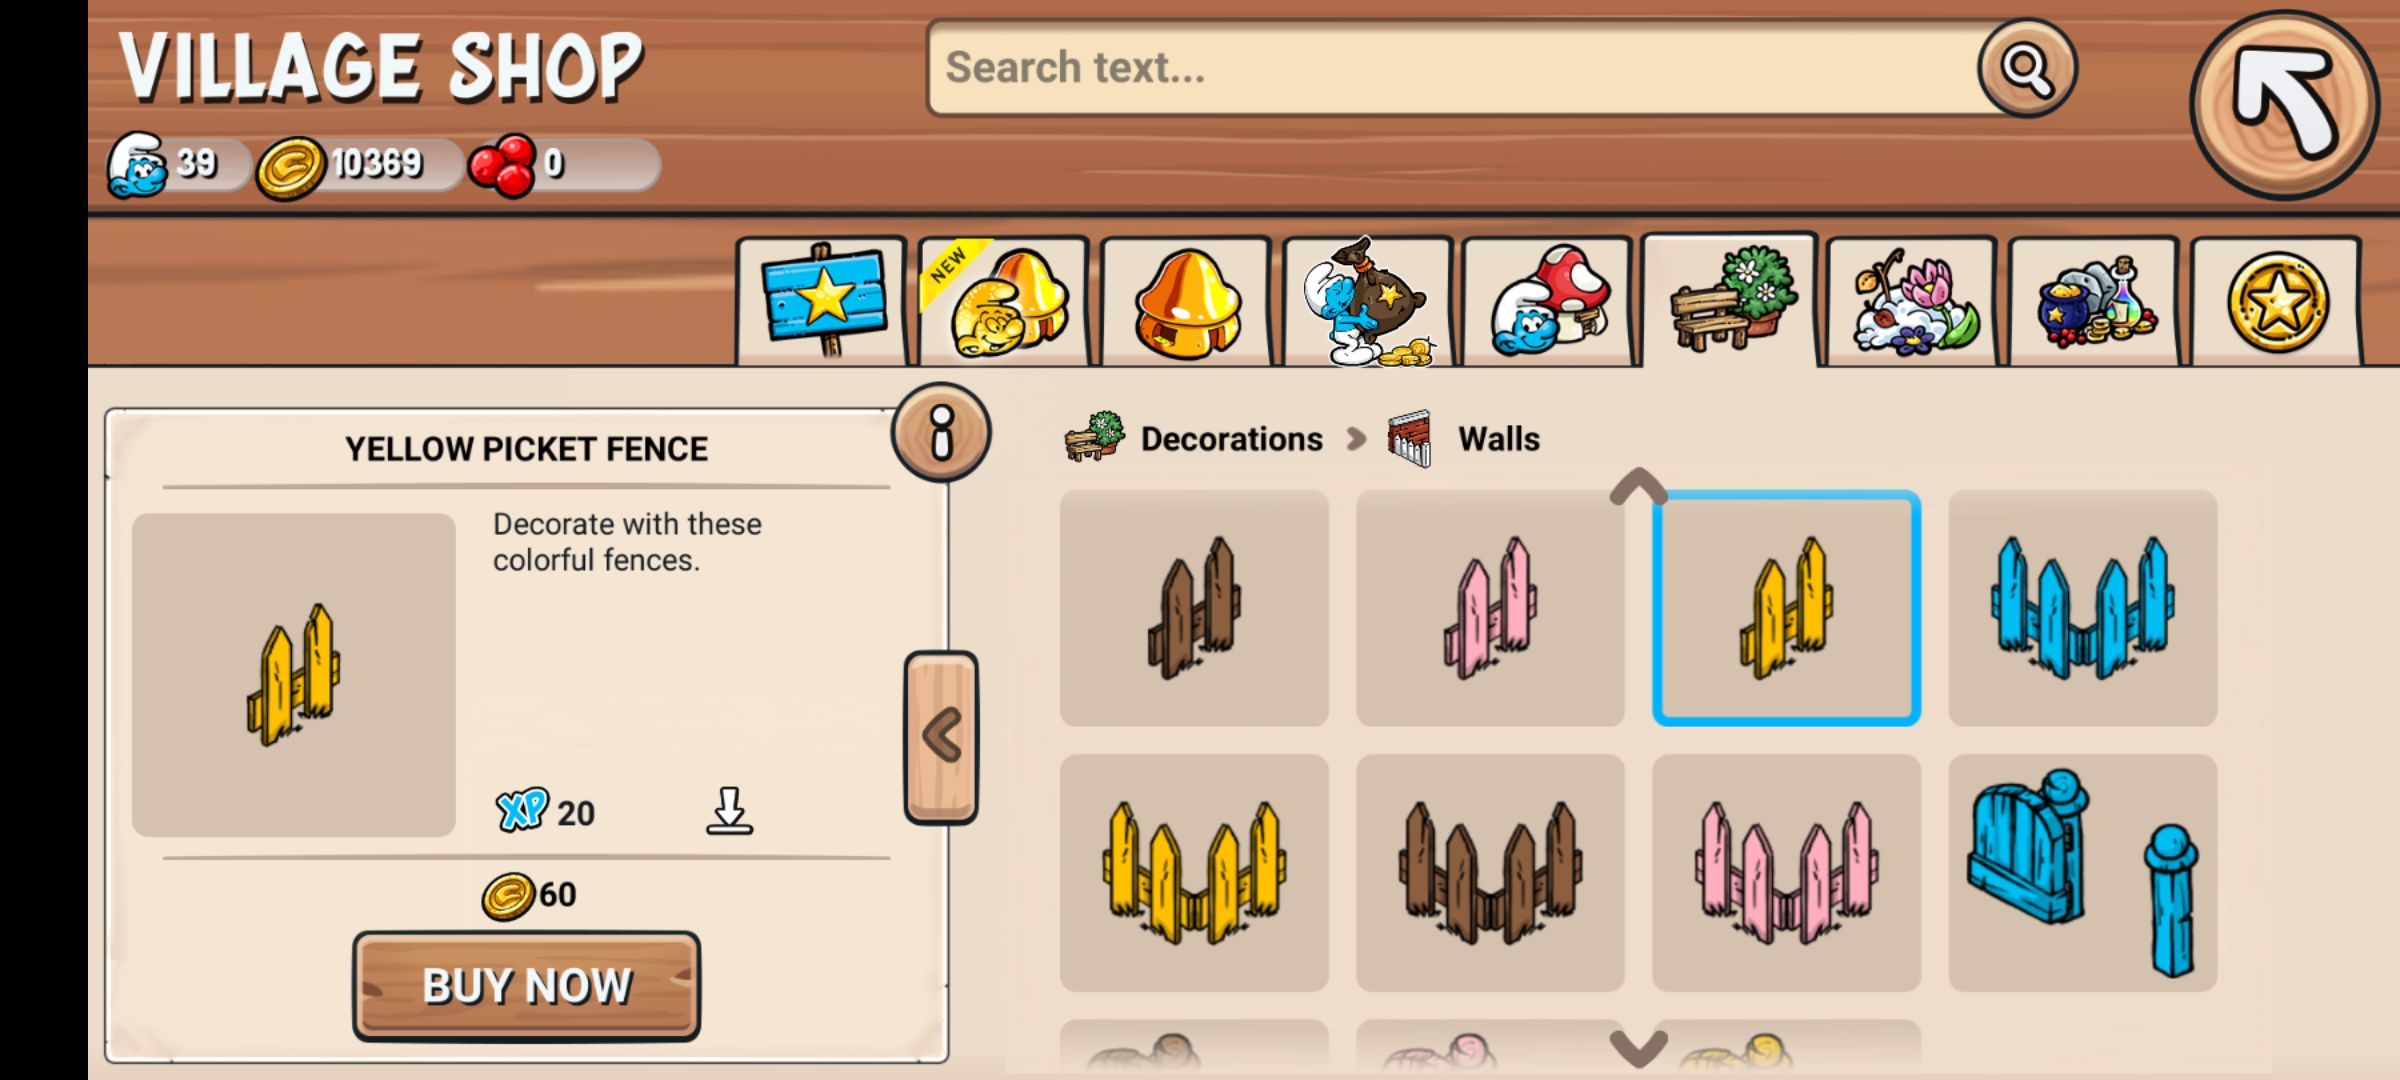 VILLAGE SHOP
Search text...
39
10369
0
NEW
YELLOW PICKET FENCE
Decorate with these
colorful fences.
XP 20
60
BUY NOW
Decorations
Walls